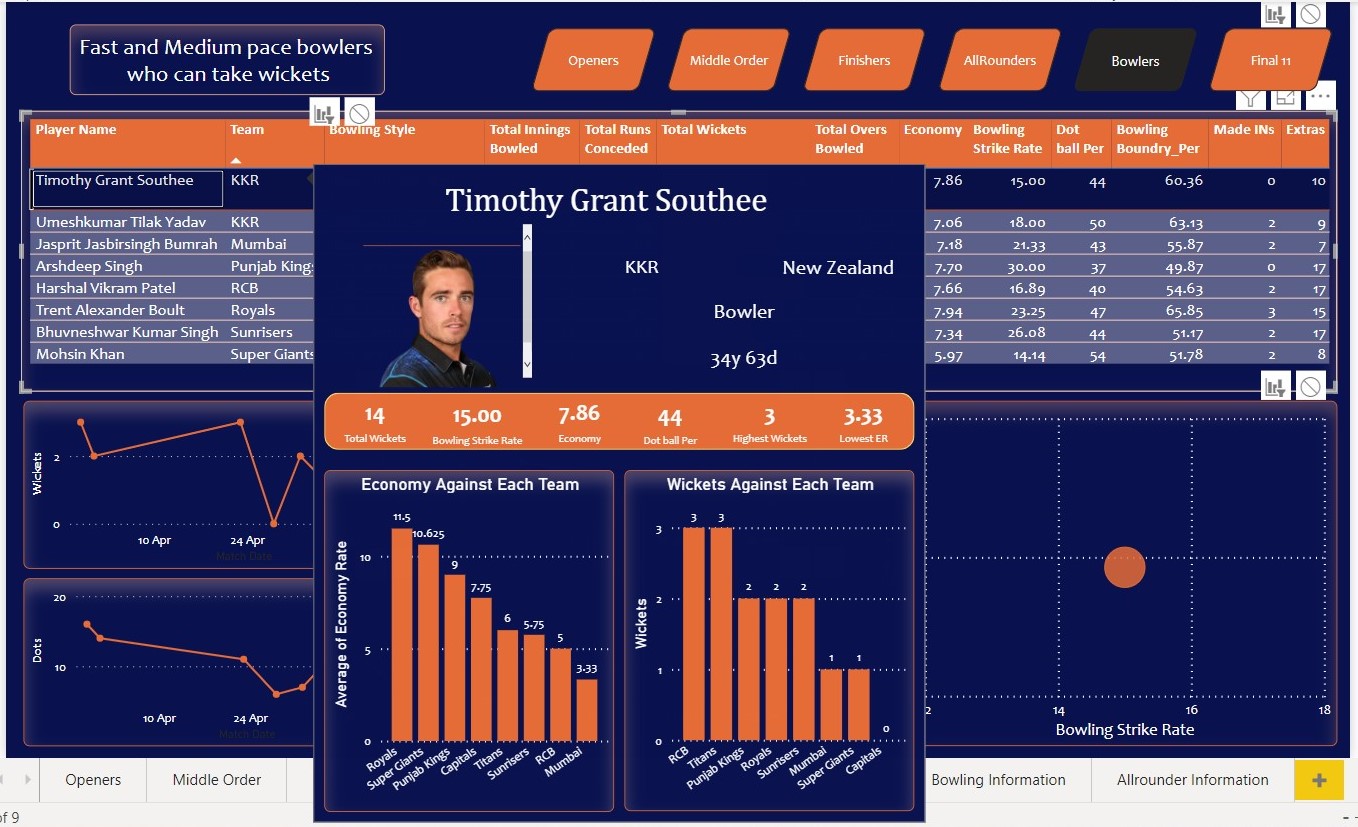 Fast and Medium pace bowlers
who can take wickets
Openers
Middle Order
Finishers
AllRounders
Bowlers
Final 11
Player Name Team Bowling Style Total Innings Bowled Total Runs Conceded Total Wickets Total Overs Bowled Economy Bowling Strike Rate Dot ball Per Bowling Boundry_Per Made INs Extras
Timothy Grant Southee KKR 7.86 15.00 44 60.36 0 10
Umeshkumar Tilak Yadav KKR 7.06 18.00 50 63.13 2 9
Jasprit Jasbirsingh Bumrah Mumbai 7.18 21.33 43 55.87 2 7
Arshdeep Singh Punjab Kings 7.70 30.00 37 49.87 0 17
Harshal Vikram Patel RCB 7.66 16.89 40 54.63 2 17
Trent Alexander Boult Royals 7.94 23.25 47 65.85 3 15
Bhuvneshwar Kumar Singh Sunrisers 7.34 26.08 44 51.17 2 17
Mohsin Khan Super Giants 5.97 14.14 54 51.78 2 8
Timothy Grant Southee
KKR New Zealand
Bowler
34y 63d
14 15.00 7.86 44 3 3.33
Total Wickets Bowling Strike Rate Economy Dot ball Per Highest Wickets Lowest ER
Wickets
2
0
10 Apr 24 Apr
Match Date
Dots
20
10
10 Apr 24 Apr
Match Date
Economy Against Each Team
Average of Economy Rate
10
5
0
11.5 10.625 9 7.75 6 5.75 5 3.33
Royals Super Giants Punjab Kings Capitals Titans Sunrisers RCB Mumbai
Wickets Against Each Team
Wickets
3
2
1
0
3 3 2 2 2 1 1 0
RCB Titans Punjab Kings Royals Sunrisers Mumbai Super Giants Capitals
2 14 16 18
Bowling Strike Rate
Openers Middle Order Bowling Information Allrounder Information +
of 9